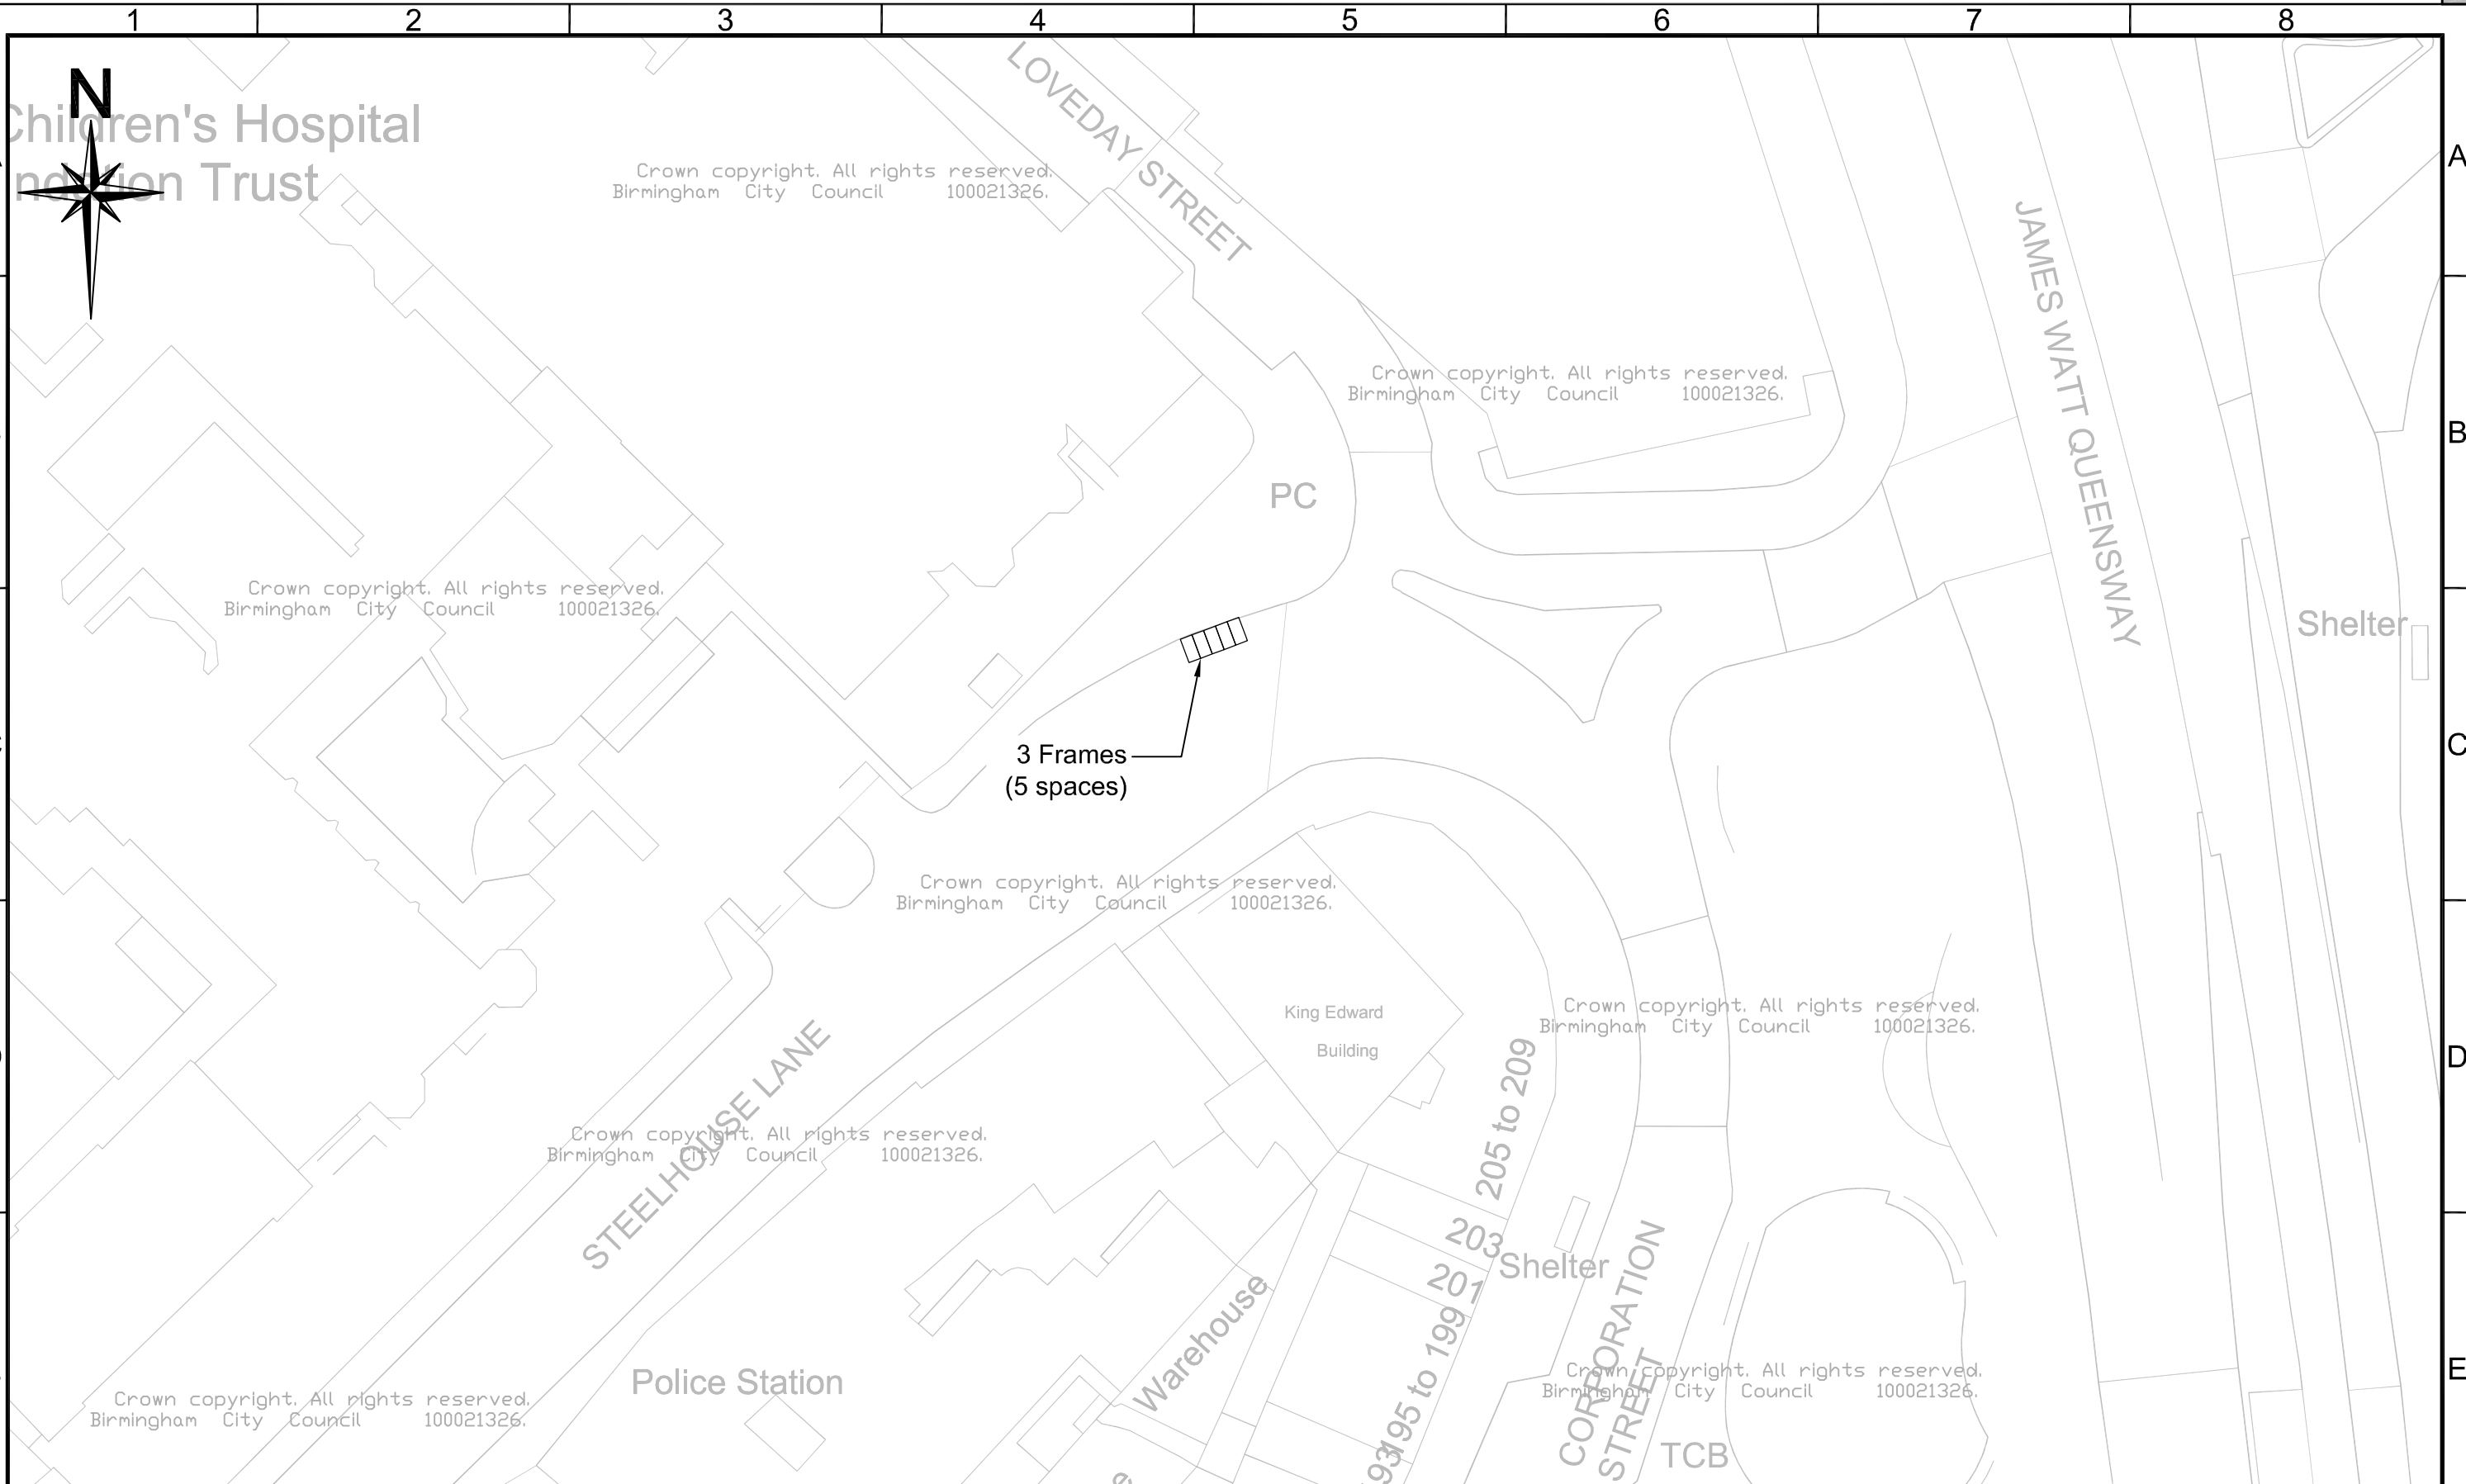 1 2 3 4 5 6 7 8
N
Children's Hospital
ndation Trust
LOVEDAY STREET
Crown copyright. All rights reserved.
Birmingham City Council 100021326.
A
A
JAMES WATT QUEENSWAY
Crown copyright. All rights reserved.
Birmingham City Council 100021326.
B
PC
Crown copyright. All rights reserved.
Birmingham City Council 100021326.
Shelter
3 Frames
(5 spaces)
C
C
Crown copyright. All rights reserved.
Birmingham City Council 100021326.
King Edward
Building
Crown copyright. All rights reserved.
Birmingham City Council 100021326.
D
205 to 209
STEELHOUSE LANE
Crown copyright. All rights reserved.
Birmingham City Council 100021326.
203
Shelter
201
CORPORATION
STREET
Warehouse
195 to 199
Police Station
Crown copyright. All rights reserved.
Birmingham City Council 100021326.
E
Crown copyright. All rights reserved.
Birmingham City Council 100021326.
TCB